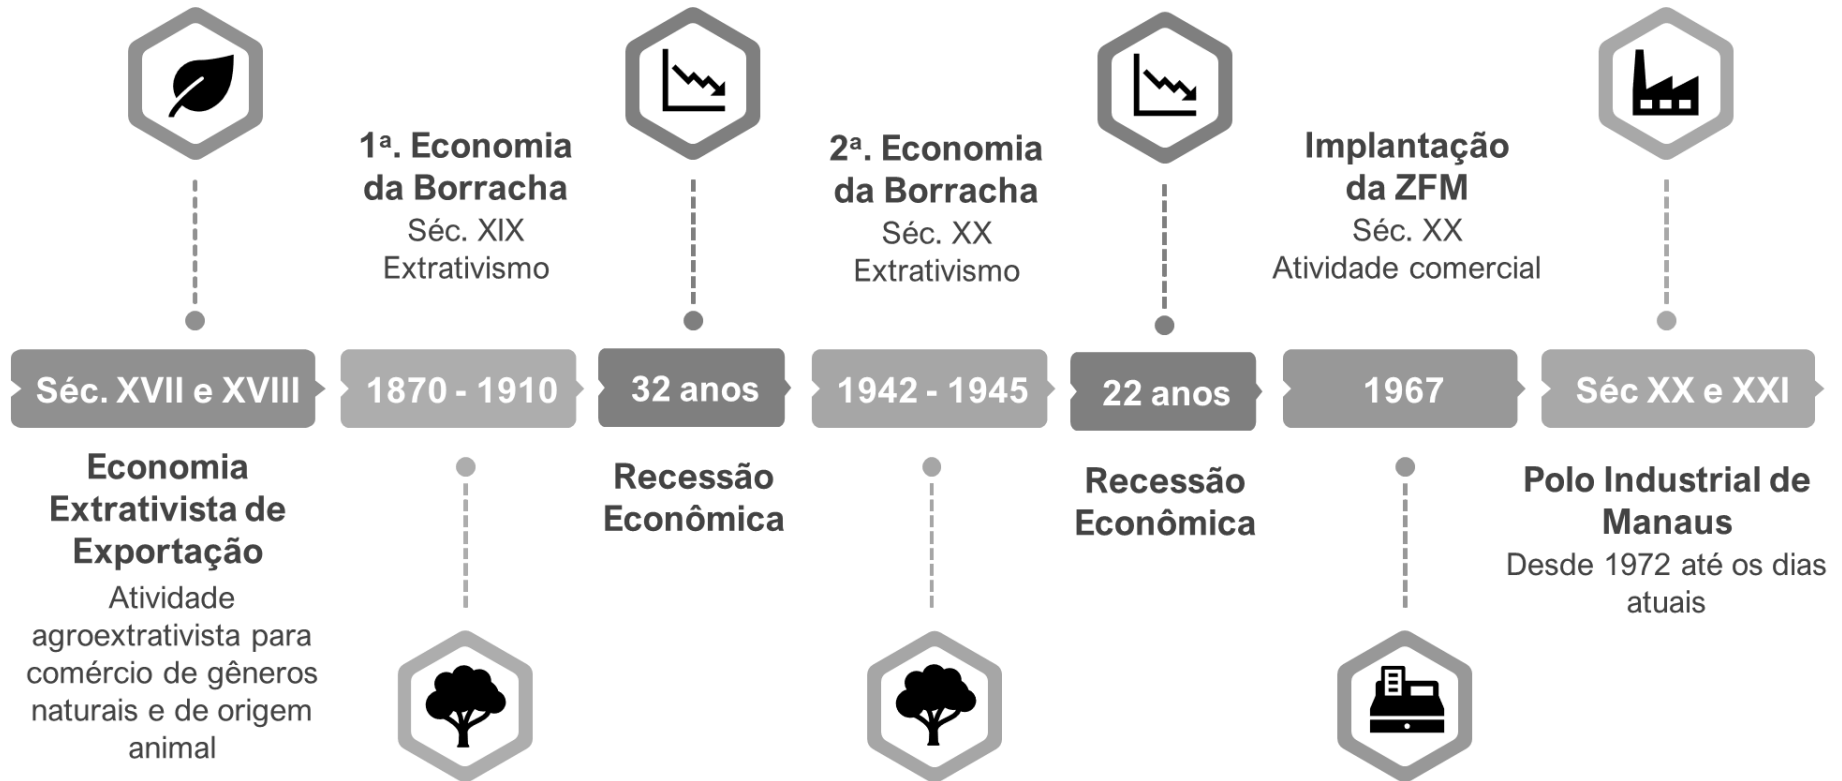 Séc. XVII e XVIII
Economia
Extrativista de
Exportação
Atividade
agroextrativista para
comércio de gêneros
naturais e de origem
animal
1ª. Economia
da Borracha
Séc. XIX
Extrativismo
1870 - 1910
32 anos
Recessão
Econômica
2ª. Economia
da Borracha
Séc. XX
Extrativismo
1942 - 1945
22 anos
Recessão
Econômica
Implantação
da ZFM
Séc. XX
Atividade comercial
1967
Séc XX e XXI
Polo Industrial de
Manaus
Desde 1972 até os dias
atuais